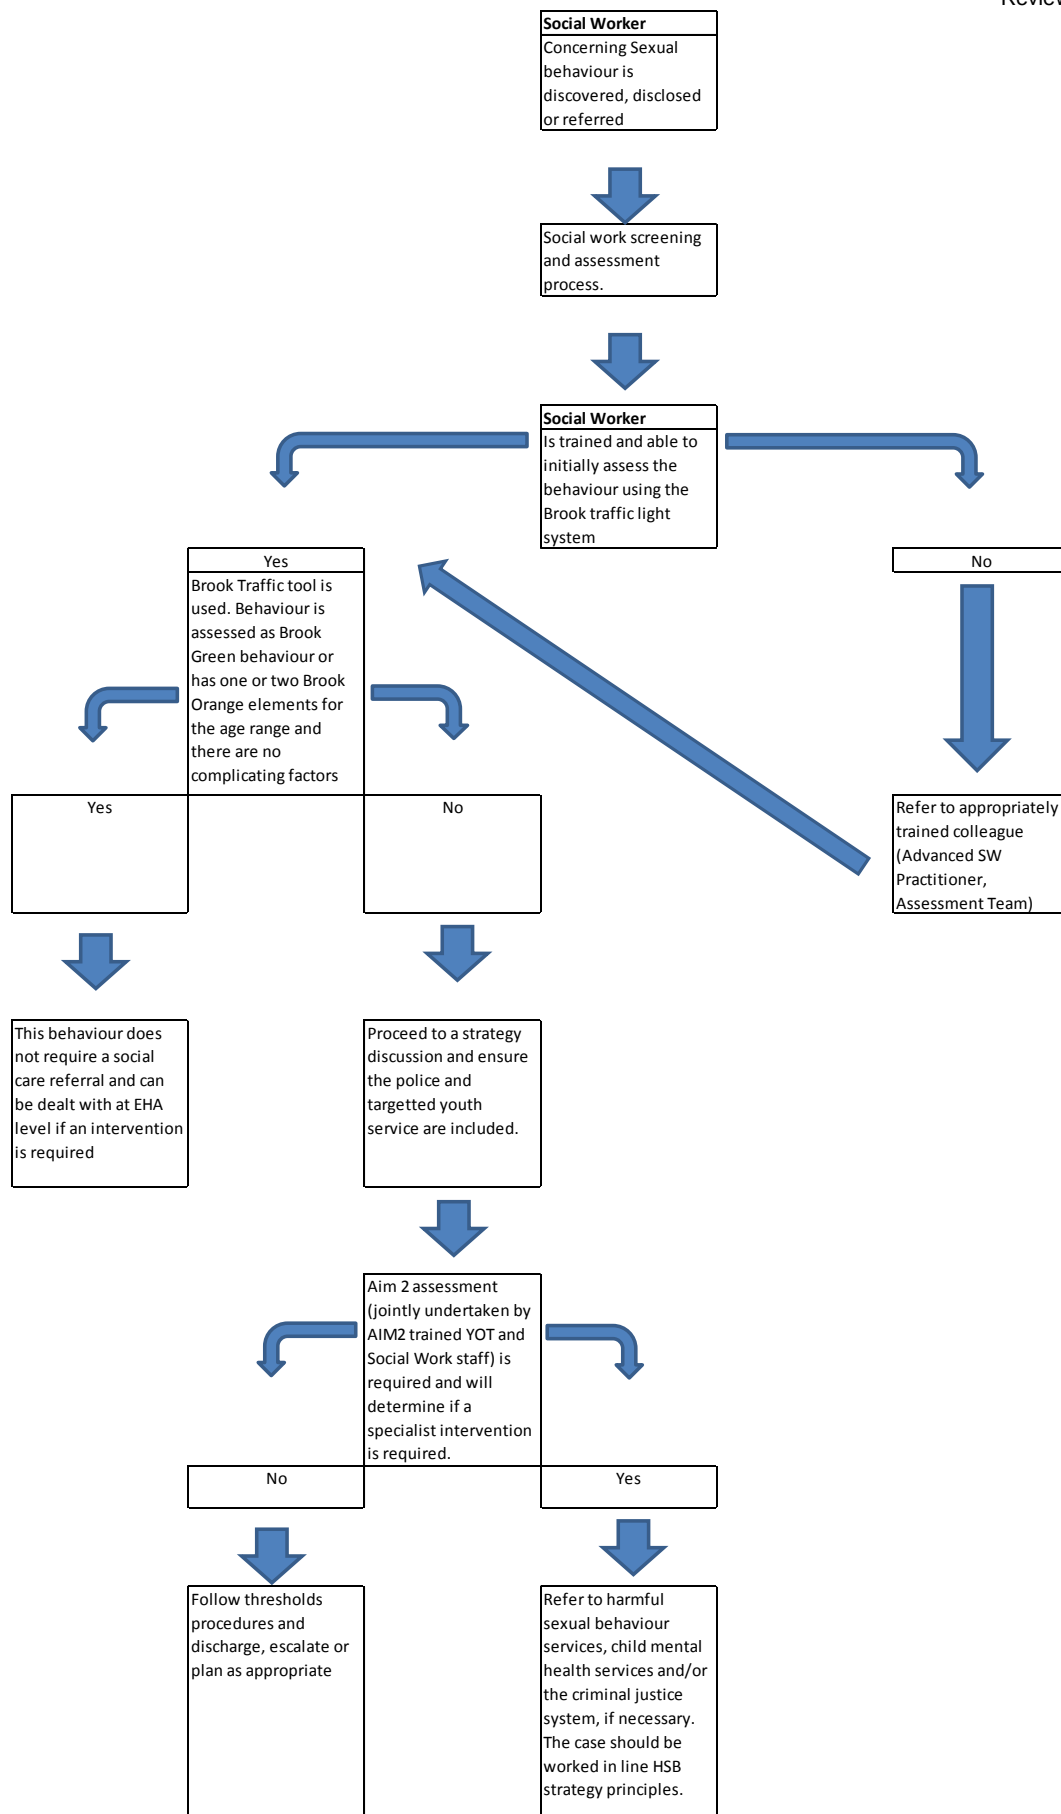 Review
Social Worker
Concerning Sexual
behaviour is
discovered, disclosed
or referred
Social work screening
and assessment
process.
Social Worker
Is trained and able to
initially assess the
behaviour using the
Brook traffic light
system
Yes
No
Brook Traffic tool is
used. Behaviour is
assessed as Brook
Green behaviour or
has one or two Brook
Orange elements for
the age range and
there are no
complicating factors
Yes
No
Refer to appropriately
trained colleague
(Advanced SW
Practitioner,
Assessment Team)
This behaviour does
not require a social
care referral and can
be dealt with at EHA
level if an intervention
is required
Proceed to a strategy
discussion and ensure
the police and
targetted youth
service are included.
Aim 2 assessment
(jointly undertaken by
AIM2 trained YOT and
Social Work staff) is
required and will
determine if a
specialist intervention
is required.
No
Yes
Follow thresholds
procedures and
discharge, escalate or
plan as appropriate
Refer to harmful
sexual behaviour
services, child mental
health services and/or
the criminal justice
system, if necessary.
The case should be
worked in line HSB
strategy principles.